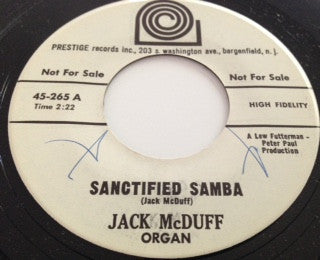 PRESTIGE records inc., 203 s. washington ave., bergenfield, n. j.
Not For Sale
Not For Sale
45-265 A
Time 2:22
HIGH FIDELITY
A Lew Futterman -
Peter Paul
Production
SANCTIFIED SAMBA
(Jack McDuff)
JACK McDUFF
ORGAN